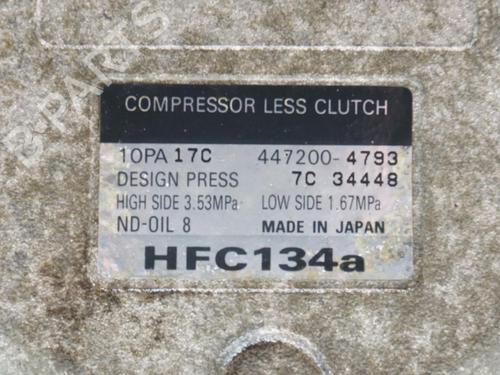 B-PARTS
COMPRESSOR LESS CLUTCH
10PA 17C 447200-4793
DESIGN PRESS 7C 34448
HIGH SIDE 3.53MPa LOW SIDE 1.67MPa
ND-OIL 8 MADE IN JAPAN
HFC134a